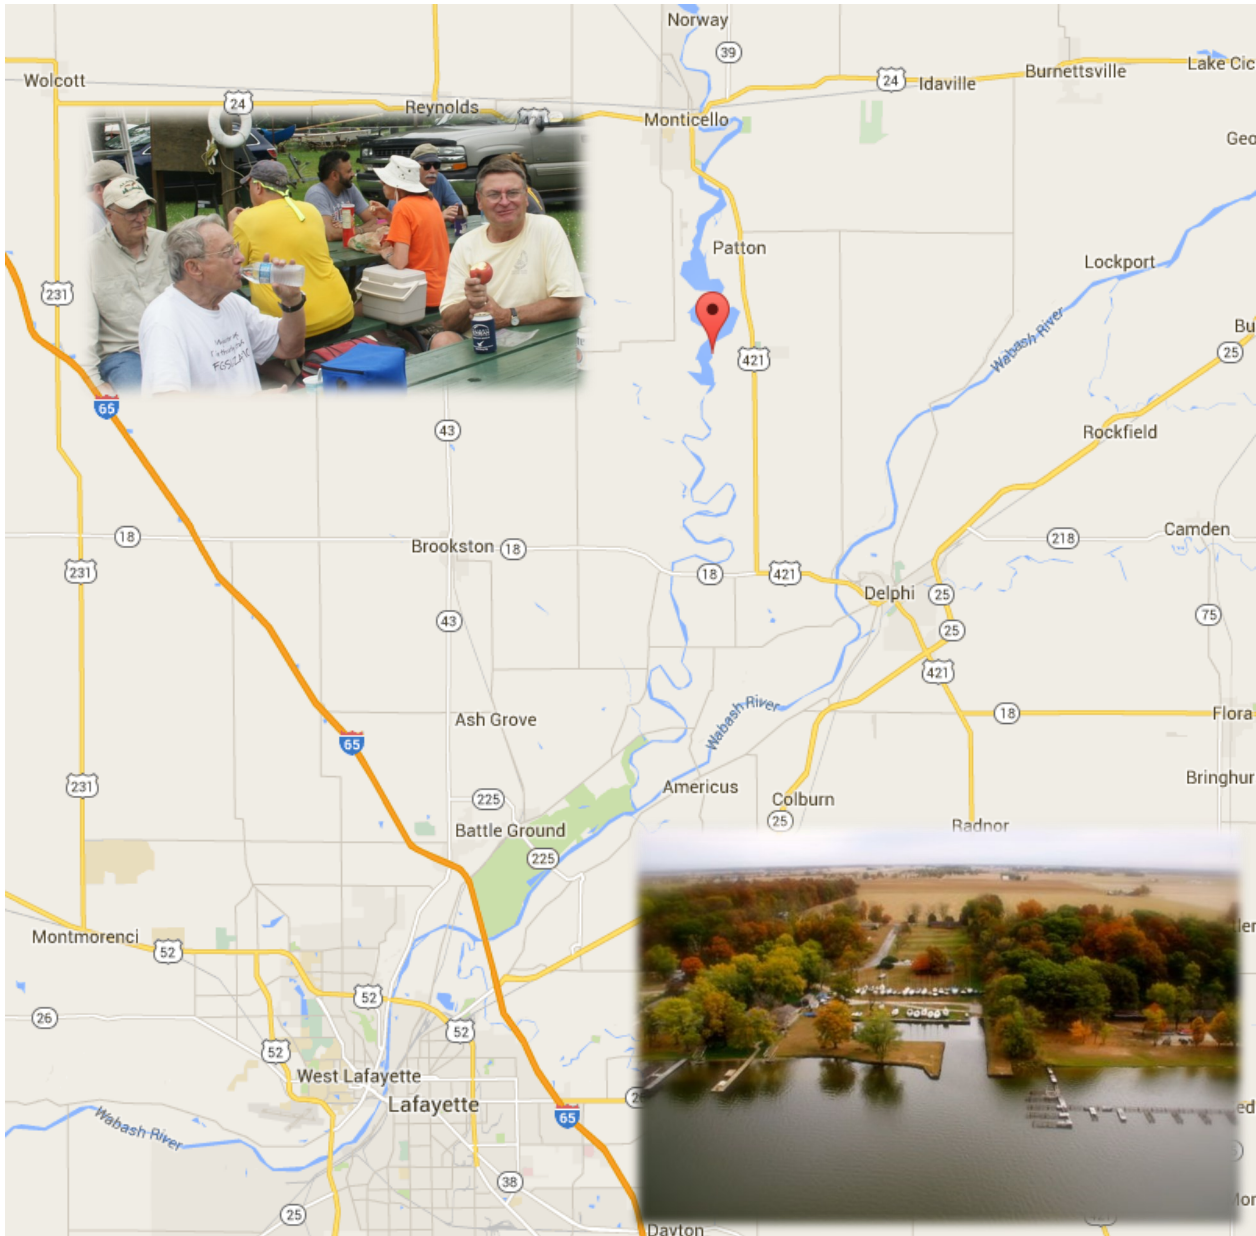 Norway
39
Wolcott
24
Idaville
Burnettsville
Lake Cic
24
Reynolds
Monticello
Geo
Patton
Lockport
231
Bu
Wabash River
25
421
65
43
Rockfield
18
Brookston
18
218
Camden
231
18
421
Delphi
25
43
75
25
421
Ash Grove
Wabash River
18
Flora
65
231
Americus
Bringhur
225
Colburn
25
Battle Ground
Radnor
225
Montmorenci
52
ler
52
26
52
52
West Lafayette
Lafayette
65
26
ed
Wabash River
38
25
Dayton